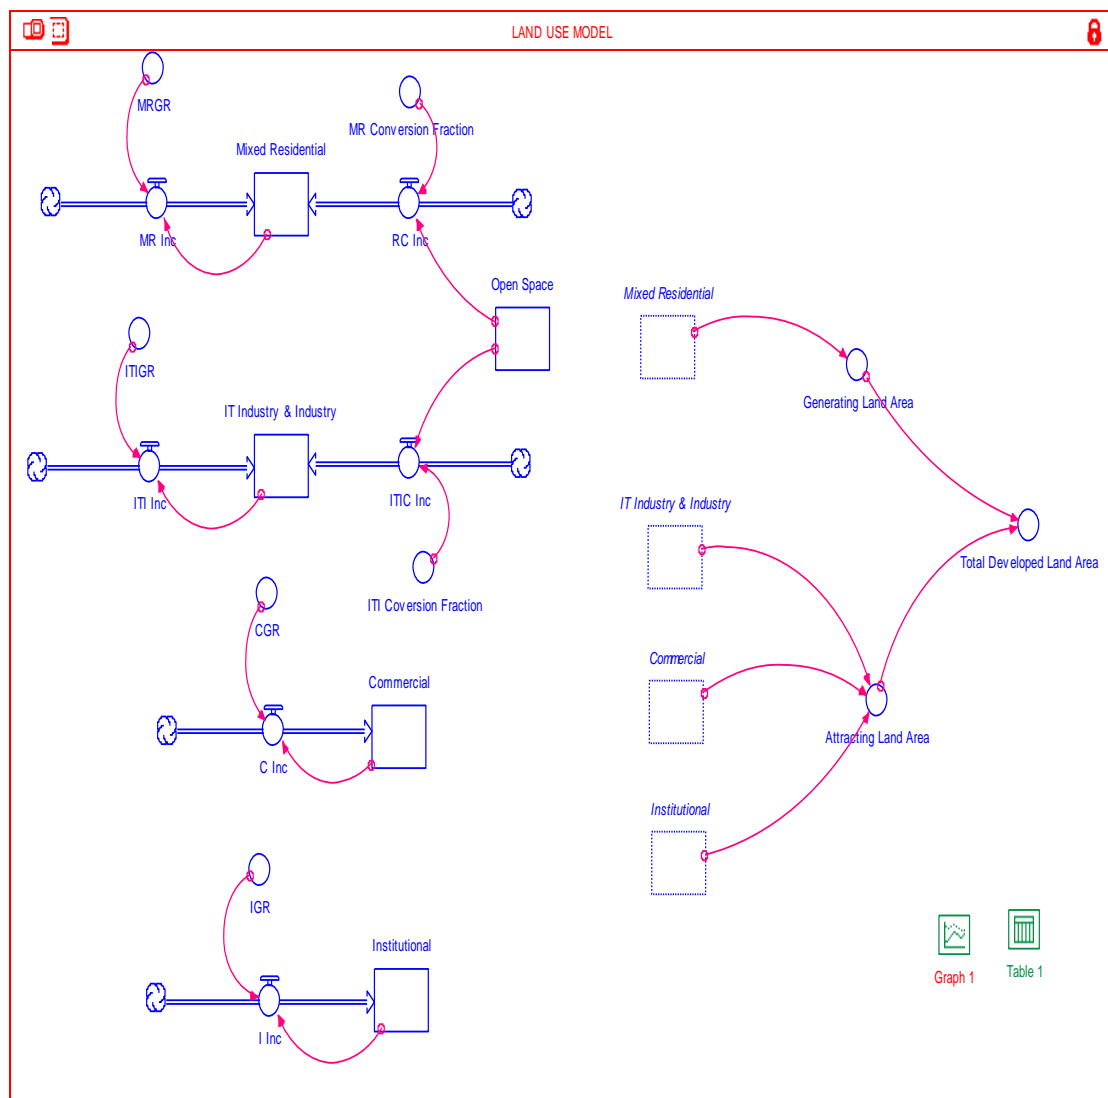 LAND USE MODEL
MRGR
MR Conversion Fraction
Mixed Residential
MR Inc
RC Inc
Open Space
Mixed Residential
ITIGR
Generating Land Area
IT Industry & Industry
ITI Inc
ITIC Inc
IT Industry & Industry
Total Developed Land Area
ITI Coversion Fraction
CGR
Commercial
Commercial
C Inc
Attracting Land Area
Institutional
IGR
Institutional
Graph 1
Table 1
I Inc